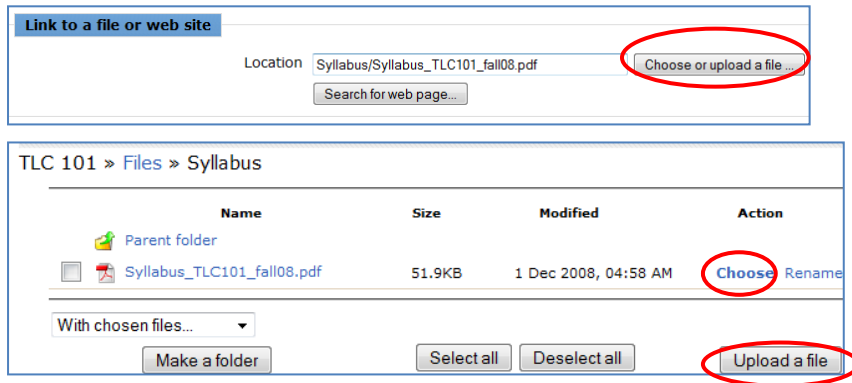 Link to a file or web site
Location Syllabus/Syllabus_TLC101_fall08.pdf Choose or upload a file ...
Search for web page...
TLC 101 » Files » Syllabus
Name Size Modified Action
Parent folder
Syllabus_TLC101_fall08.pdf 51.9KB 1 Dec 2008, 04:58 AM Choose Rename
With chosen files...
Make a folder Select all Deselect all Upload a file